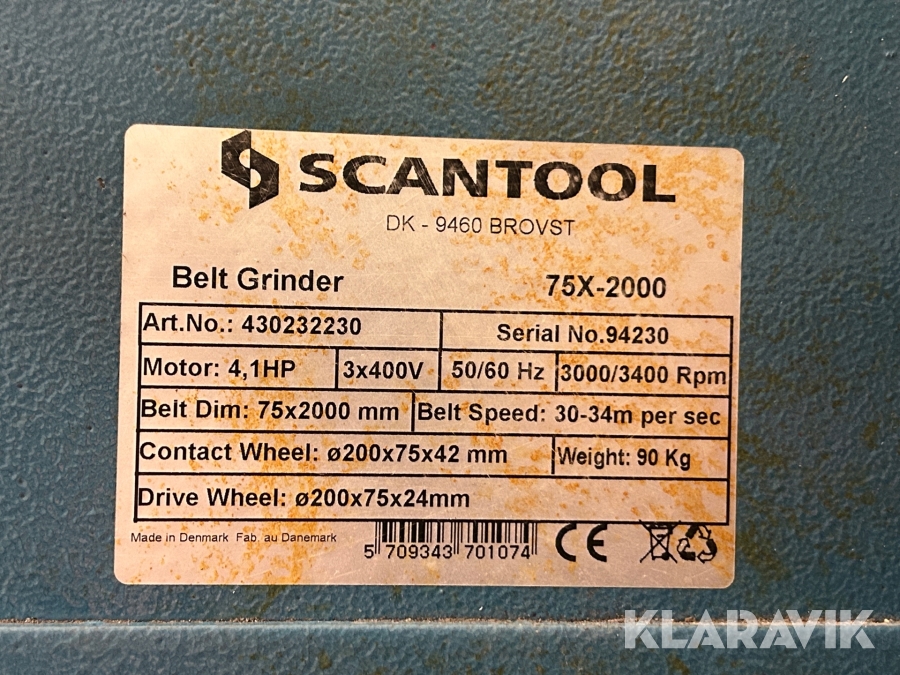 SCANTOOL
DK - 9460 BROVST
Belt Grinder 75X-2000
Art.No.: 430232230 Serial No.94230
Motor: 4,1HP 3x400V 50/60 Hz 3000/3400 Rpm
Belt Dim: 75x2000 mm Belt Speed: 30-34m per sec
Contact Wheel: ø200x75x42 mm Weight: 90 Kg
Drive Wheel: ø200x75x24mm
Made in Denmark Fab. au Danemark 5 709343 701074 CE
KLARAVIK